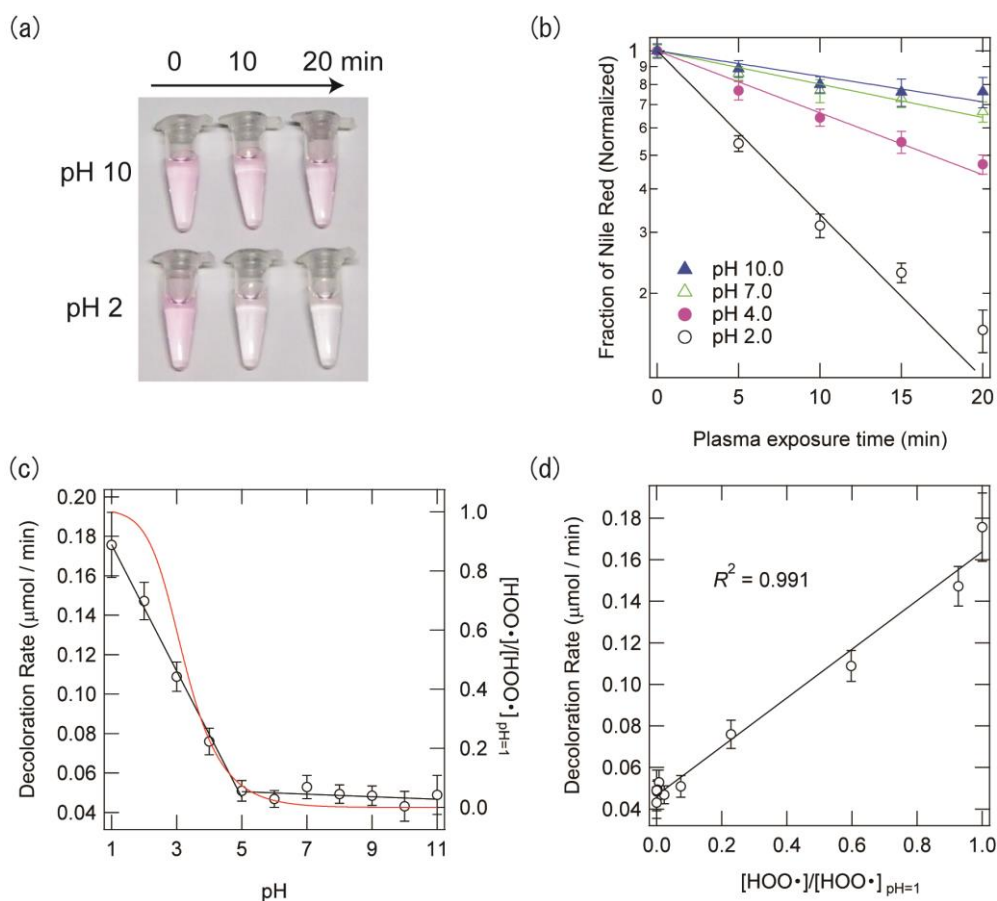 (a)
0 10 20 min
pH 10
pH 2
(b)
Fraction of Nile Red (Normalized)
1
9
8
7
6
5
4
3
2
pH 10.0
pH 7.0
pH 4.0
pH 2.0
0 5 10 15 20
Plasma exposure time (min)
(c)
Decoloration Rate (μmol / min)
0.20
0.18
0.16
0.14
0.12
0.10
0.08
0.06
0.04
1.0
0.8
0.6
0.4
0.2
0.0
[HOO•]/[HOO•]pH=1
1 3 5 7 9 11
pH
(d)
Decoloration Rate (μmol / min)
0.18
0.16
0.14
0.12
0.10
0.08
0.06
0.04
R² = 0.991
0.0 0.2 0.4 0.6 0.8 1.0
[HOO•]/[HOO•] pH=1